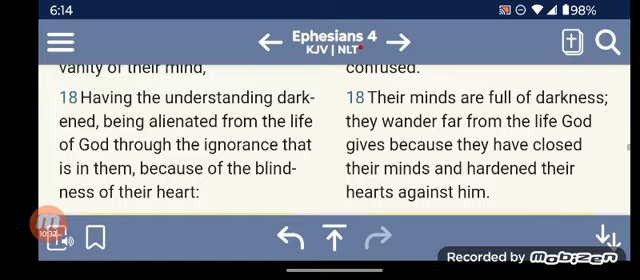 6:14
98%
Ephesians 4
KJV | NLT
vanity of their mind,
18 Having the understanding dark-
ened, being alienated from the life
of God through the ignorance that
is in them, because of the blind-
ness of their heart:
confused.
18 Their minds are full of darkness;
they wander far from the life God
gives because they have closed
their minds and hardened their
hearts against him.
Recorded by mobizen